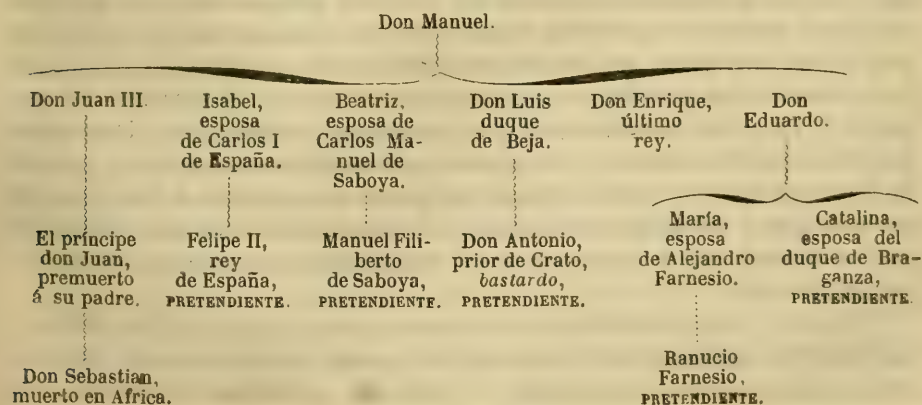 Don Manuel.
Don Juan III.
Isabel,
esposa
de Carlos I
de España.
Beatriz,
esposa de
Carlos Ma-
nuel de
Saboya.
Don Luis
duque
de Beja.
Don Enrique,
último
rey.
Don
Eduardo.
El príncipe
don Juan,
premuerto
á su padre.
Felipe II,
rey
de España,
PRETENDIENTE.
Manuel Fili-
berto
de Saboya,
PRETENDIENTE.
Don Antonio,
prior de Crato,
bastardo,
PRETENDIENTE.
María,
esposa
de Alejandro
Farnesio.
Catalina,
esposa del
duque de Bra-
ganza,
PRETENDIENTE.
Don Sebastian,
muerto en Africa.
Ranucio
Farnesio,
PRETENDIENTE.